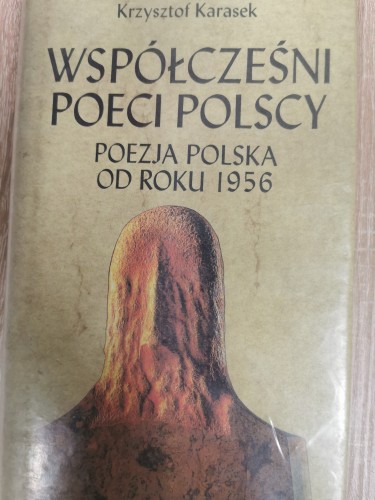 Krzysztof Karasek
WSPÓŁCZEŚNI
POECI POLSCY
POEZJA POLSKA
OD ROKU 1956